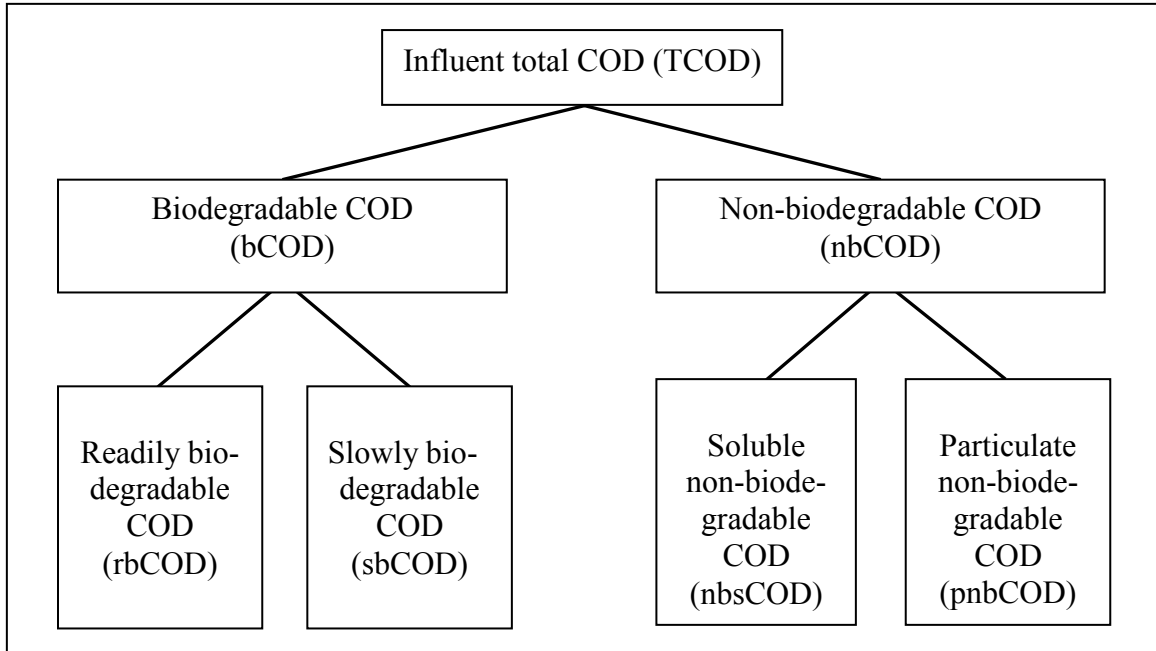 Influent total COD (TCOD)
Biodegradable COD
(bCOD)
Non-biodegradable COD
(nbCOD)
Readily bio-
degradable
COD
(rbCOD)
Slowly bio-
degradable
COD
(sbCOD)
Soluble
non-biode-
gradable
COD
(nbsCOD)
Particulate
non-biode-
gradable
COD
(pnbCOD)